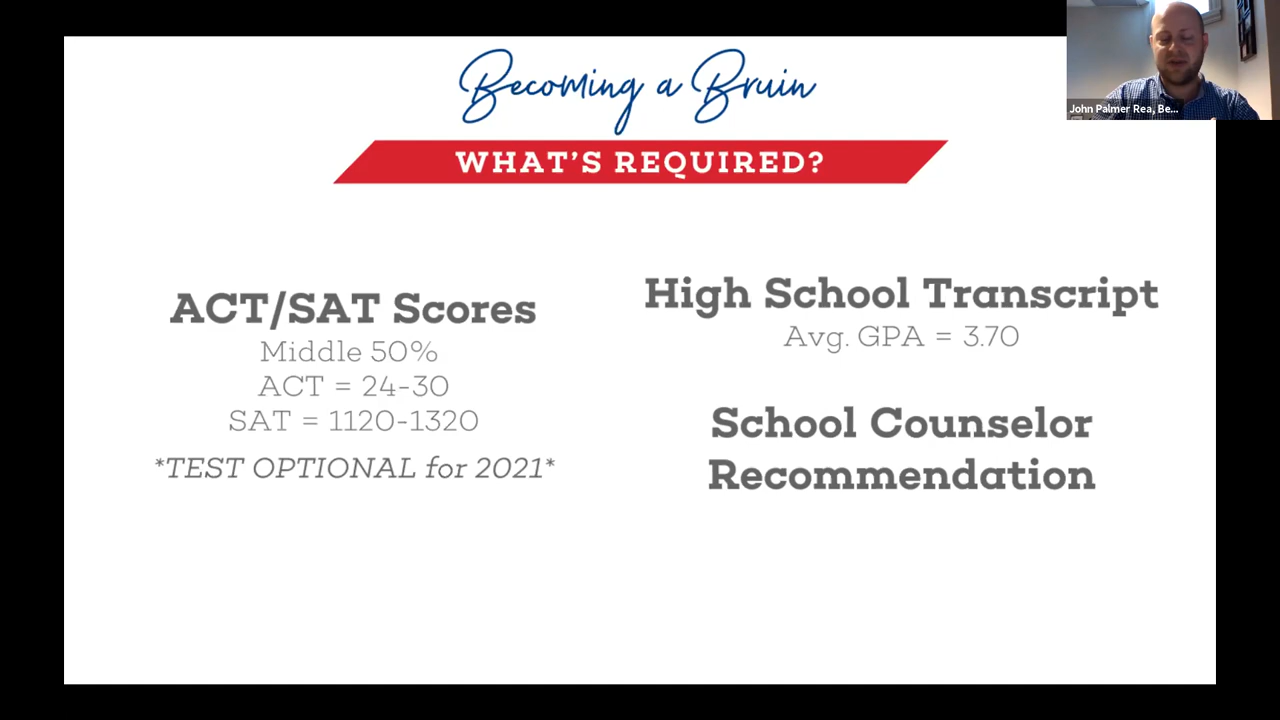 Becoming a Bruin
WHAT'S REQUIRED?
ACT/SAT Scores
Middle 50%
ACT = 24-30
SAT = 1120-1320
*TEST OPTIONAL for 2021*
High School Transcript
Avg. GPA = 3.70
School Counselor
Recommendation
John Palmer Rea, Be...